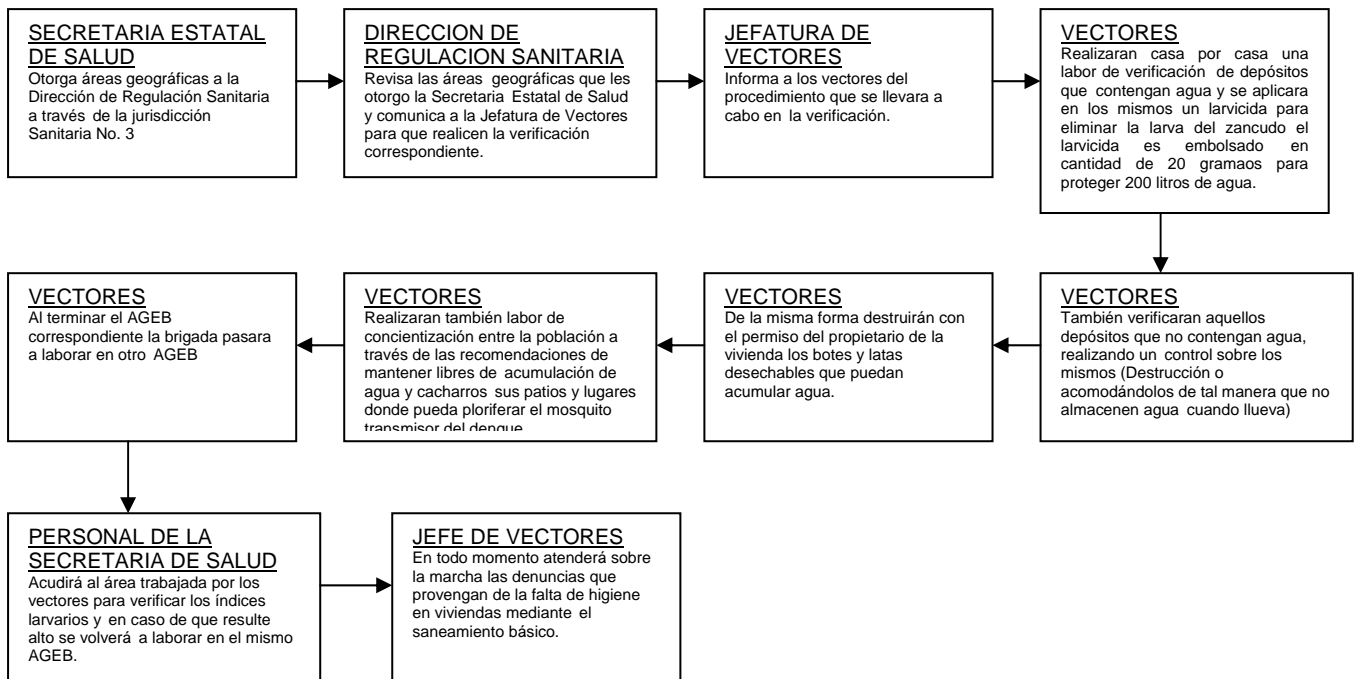 SECRETARIA ESTATAL
DE SALUD
Otorga áreas geográficas a la
Dirección de Regulación Sanitaria
a través de la jurisdicción
Sanitaria No. 3
DIRECCION DE
REGULACION SANITARIA
Revisa las áreas geográficas que les
otorgo la Secretaria Estatal de Salud
y comunica a la Jefatura de Vectores
para que realicen la verificación
correspondiente.
JEFATURA DE
VECTORES
Informa a los vectores del
procedimiento que se llevara a
cabo en la verificación.
VECTORES
Realizaran casa por casa una
labor de verificación de depósitos
que contengan agua y se aplicara
en los mismos un larvicida para
eliminar la larva del zancudo el
larvicida es embolsado en
cantidad de 20 gramaos para
proteger 200 litros de agua.
VECTORES
También verificaran aquellos
depósitos que no contengan agua,
realizando un control sobre los
mismos (Destrucción o
acomodándolos de tal manera que no
almacenen agua cuando llueva)
VECTORES
De la misma forma destruirán con
el permiso del propietario de la
vivienda los botes y latas
desechables que puedan
acumular agua.
VECTORES
Realizaran también labor de
concientización entre la población a
través de las recomendaciones de
mantener libres de acumulación de
agua y cacharros sus patios y lugares
donde pueda ploriferar el mosquito
transmisor del dengue
VECTORES
Al terminar el AGEB
correspondiente la brigada pasara
a laborar en otro AGEB
PERSONAL DE LA
SECRETARIA DE SALUD
Acudirá al área trabajada por los
vectores para verificar los índices
larvarios y en caso de que resulte
alto se volverá a laborar en el mismo
AGEB.
JEFE DE VECTORES
En todo momento atenderá sobre
la marcha las denuncias que
provengan de la falta de higiene
en viviendas mediante el
saneamiento básico.